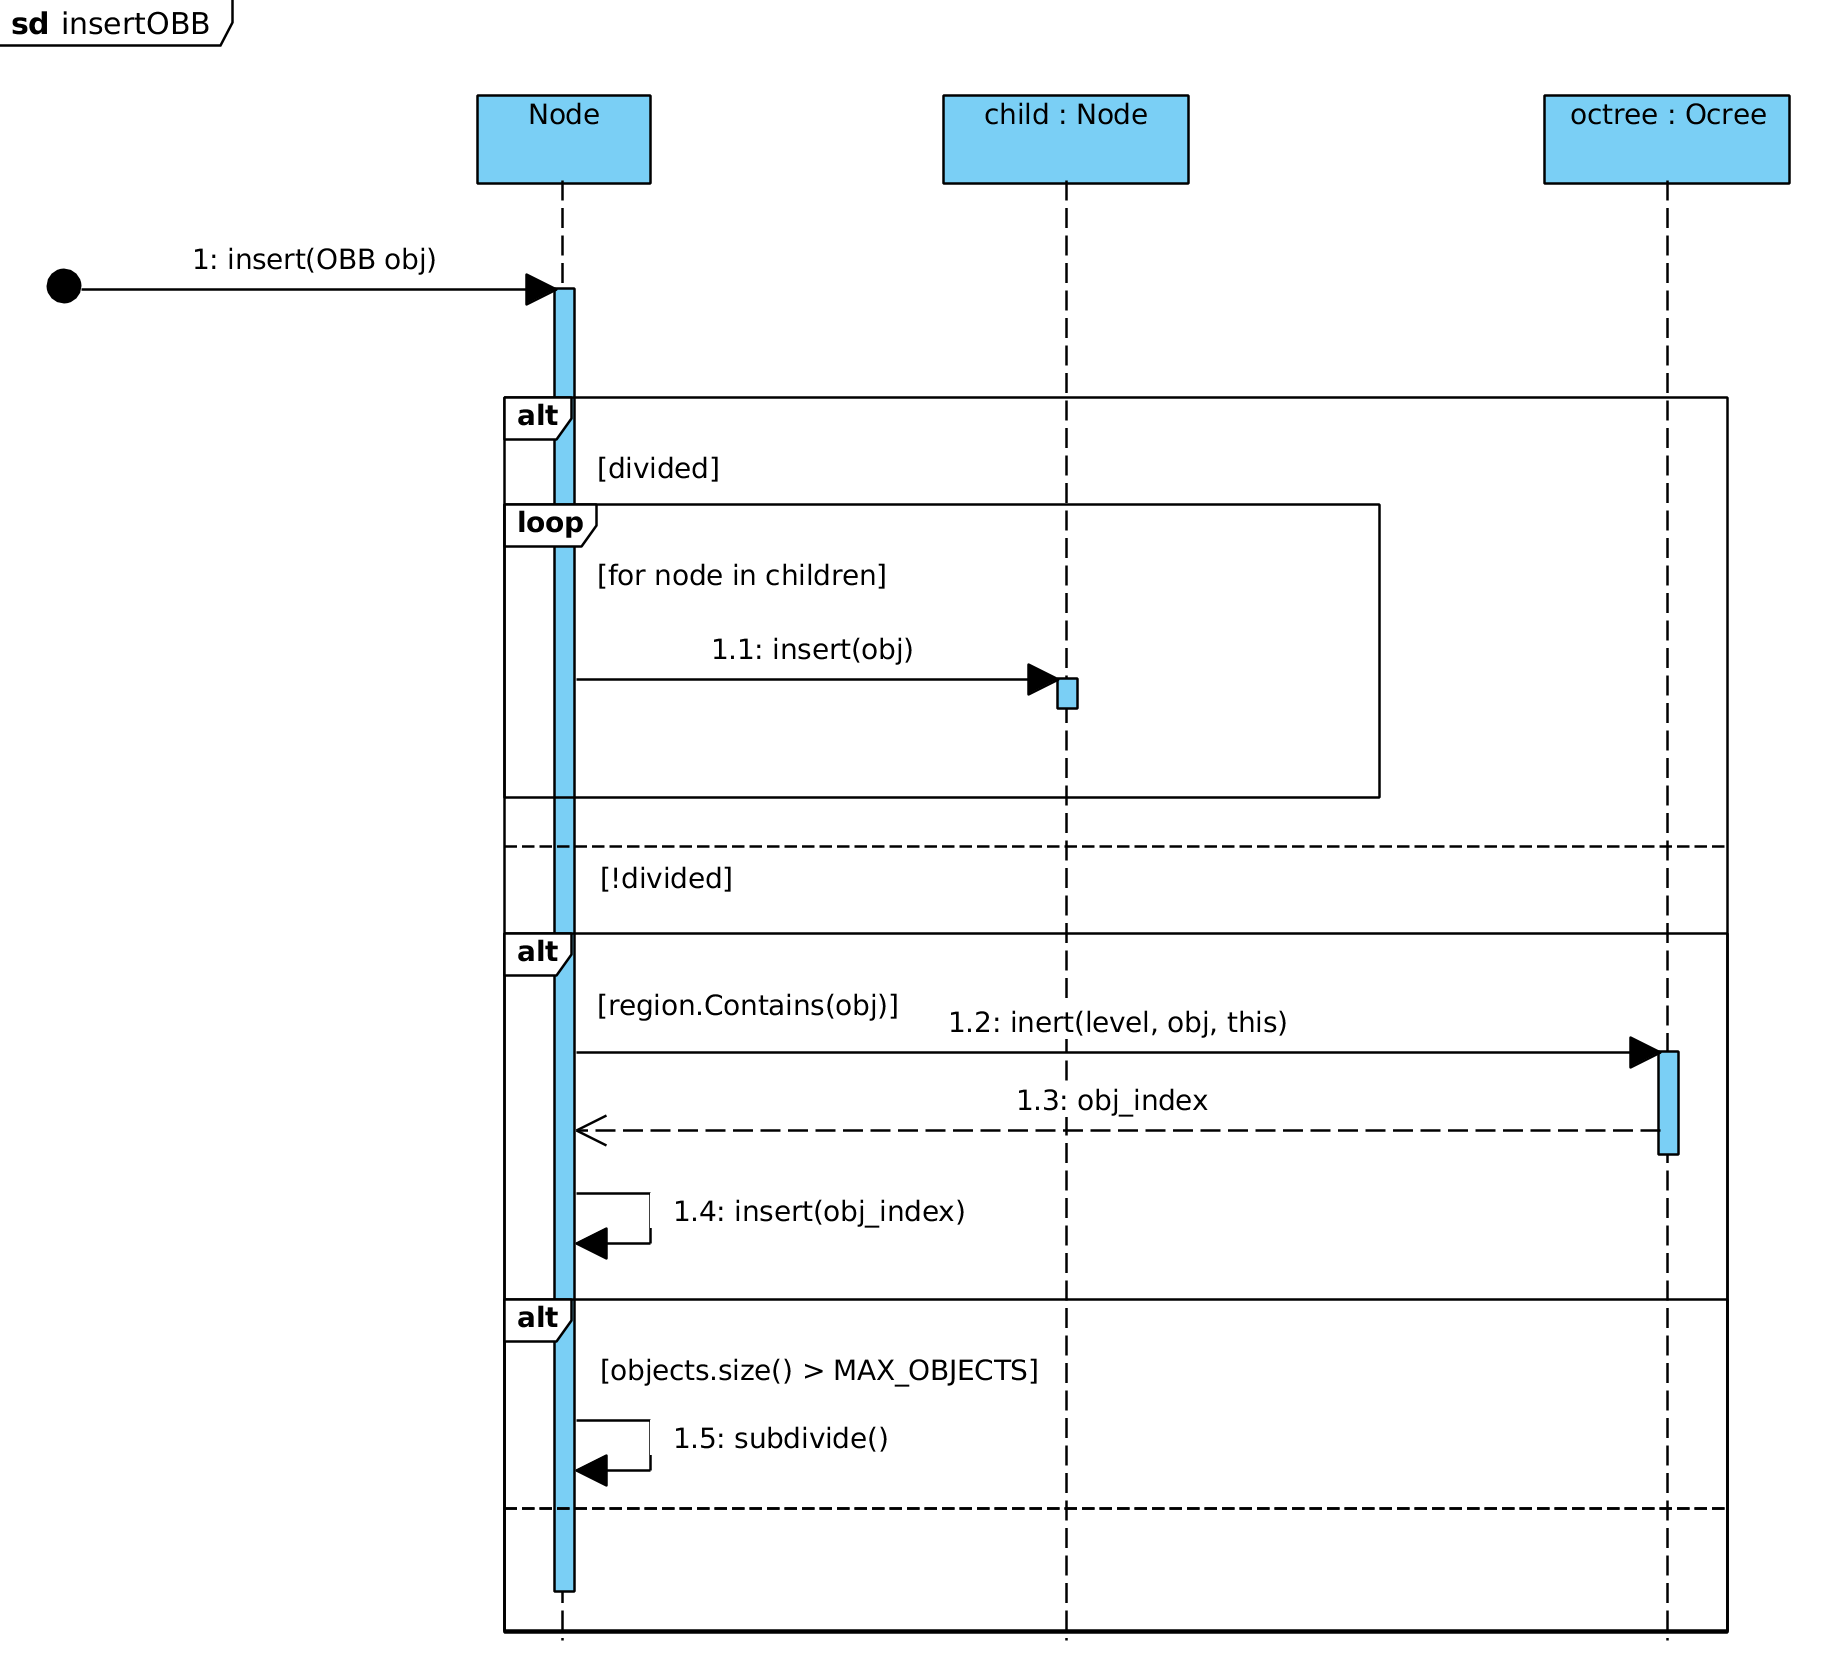 sd insertOBB
Node
child : Node
octree : Ocree
1: insert(OBB obj)
alt
[divided]
loop
[for node in children]
1.1: insert(obj)
[!divided]
alt
[region.Contains(obj)]
1.2: inert(level, obj, this)
1.3: obj_index
1.4: insert(obj_index)
alt
[objects.size() > MAX_OBJECTS]
1.5: subdivide()